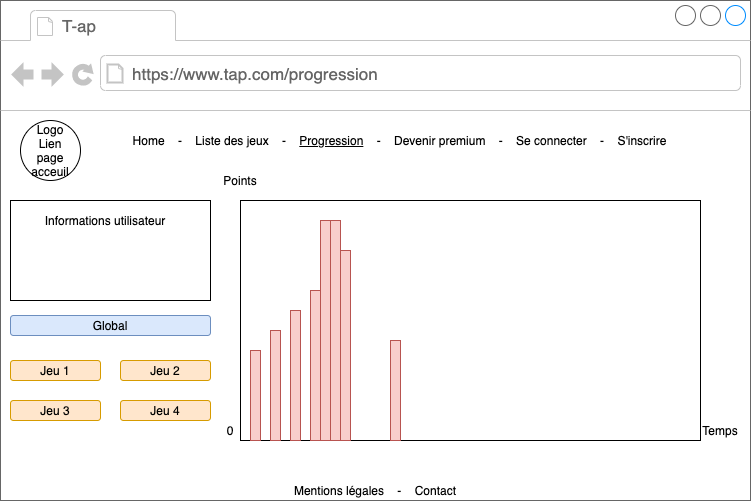 T-ap
https://www.tap.com/progression
Logo
Lien
page
acceuil
Home - Liste des jeux - Progression - Devenir premium - Se connecter - S'inscrire
Points
Informations utilisateur
Global
Jeu 1
Jeu 2
Jeu 3
Jeu 4
0
Temps
Mentions légales - Contact